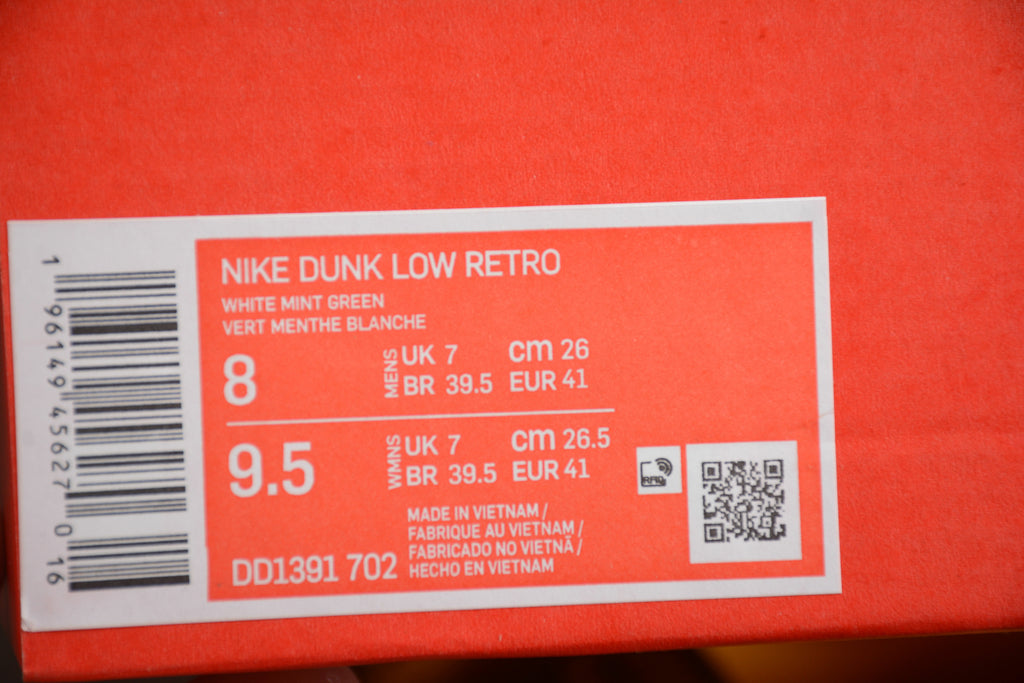 NIKE DUNK LOW RETRO
WHITE MINT GREEN
VERT MENTHE BLANCHE
8
MENS
UK 7 cm 26
BR 39.5 EUR 41
9.5
WMNS
UK 7 cm 26.5
BR 39.5 EUR 41
MADE IN VIETNAM /
FABRIQUE AU VIETNAM /
FABRICADO NO VIETNÃ /
HECHO EN VIETNAM
DD1391 702
RFID
1 96149 45627 0 16